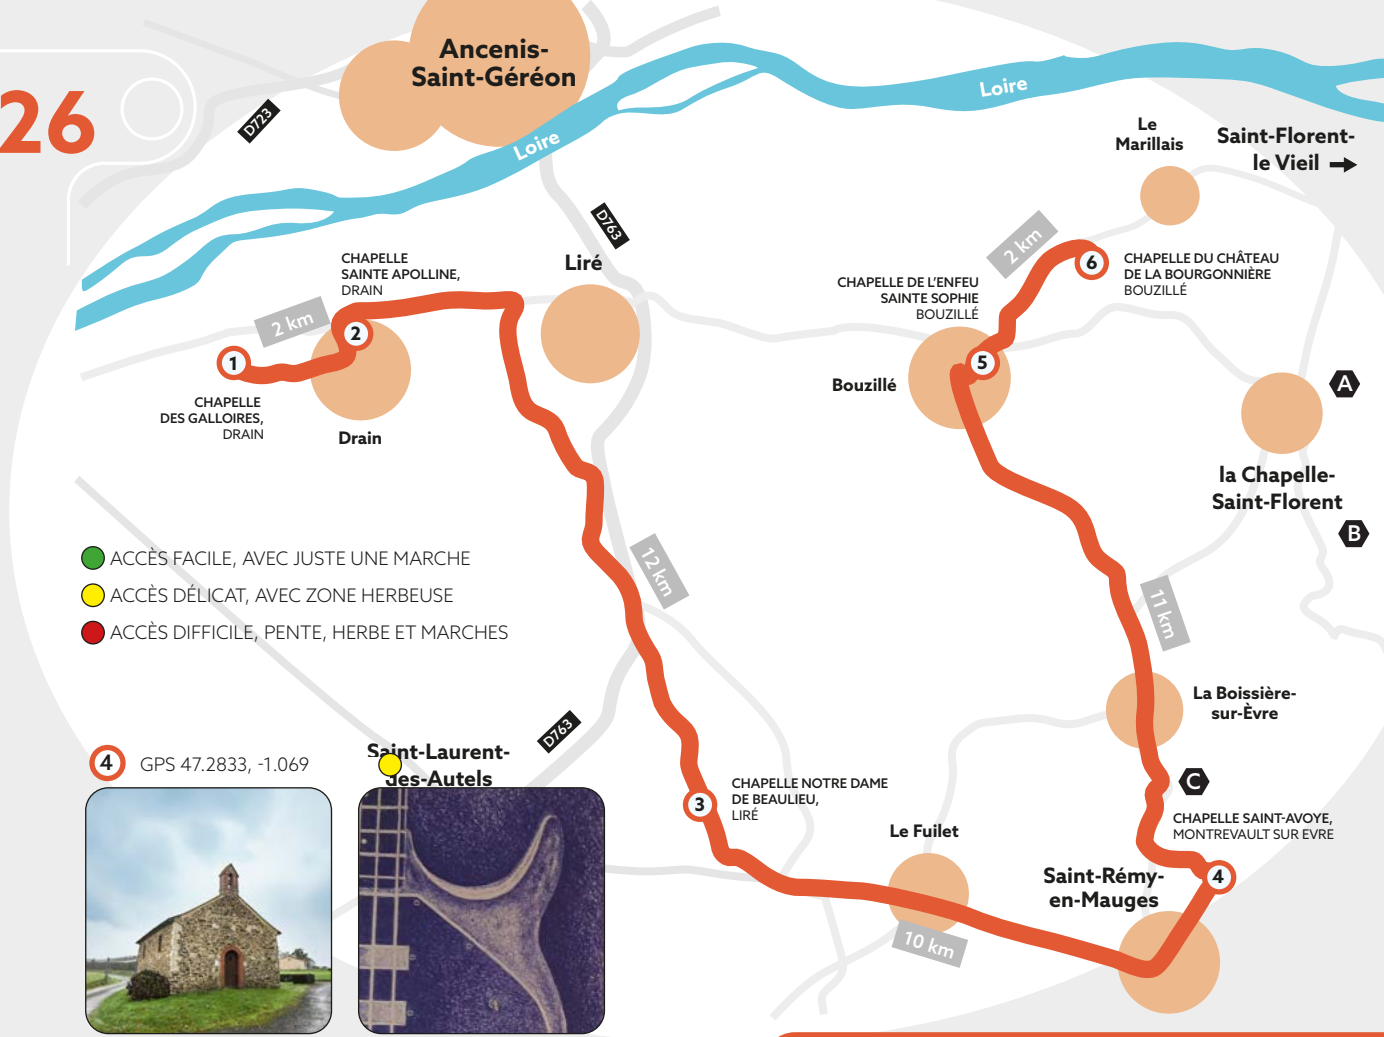 Ancenis-
Saint-Géréon
26
D723
Loire
Loire
Le
Marillais
Saint-Florent-
le Vieil
D763
Liré
CHAPELLE
SAINTE APOLLINE,
DRAIN
2 km
2
1
CHAPELLE
DES GALLOIRES,
DRAIN
Drain
2 km
6
CHAPELLE DU CHÂTEAU
DE LA BOURGONNIÈRE
BOUZILLÉ
CHAPELLE DE L'ENFEU
SAINTE SOPHIE
BOUZILLÉ
5
Bouzillé
A
la Chapelle-
Saint-Florent
B
ACCÈS FACILE, AVEC JUSTE UNE MARCHE
ACCÈS DÉLICAT, AVEC ZONE HERBEUSE
ACCÈS DIFFICILE, PENTE, HERBE ET MARCHES
12 km
11 km
La Boissière-
sur-Èvre
D763
4 GPS 47.2833, -1.069
Saint-Laurent-
des-Autels
3
CHAPELLE NOTRE DAME
DE BEAULIEU,
LIRÉ
C
CHAPELLE SAINT-AVOYE,
MONTREVAULT SUR EVRE
Le Fuilet
Saint-Rémy-
en-Mauges
4
10 km